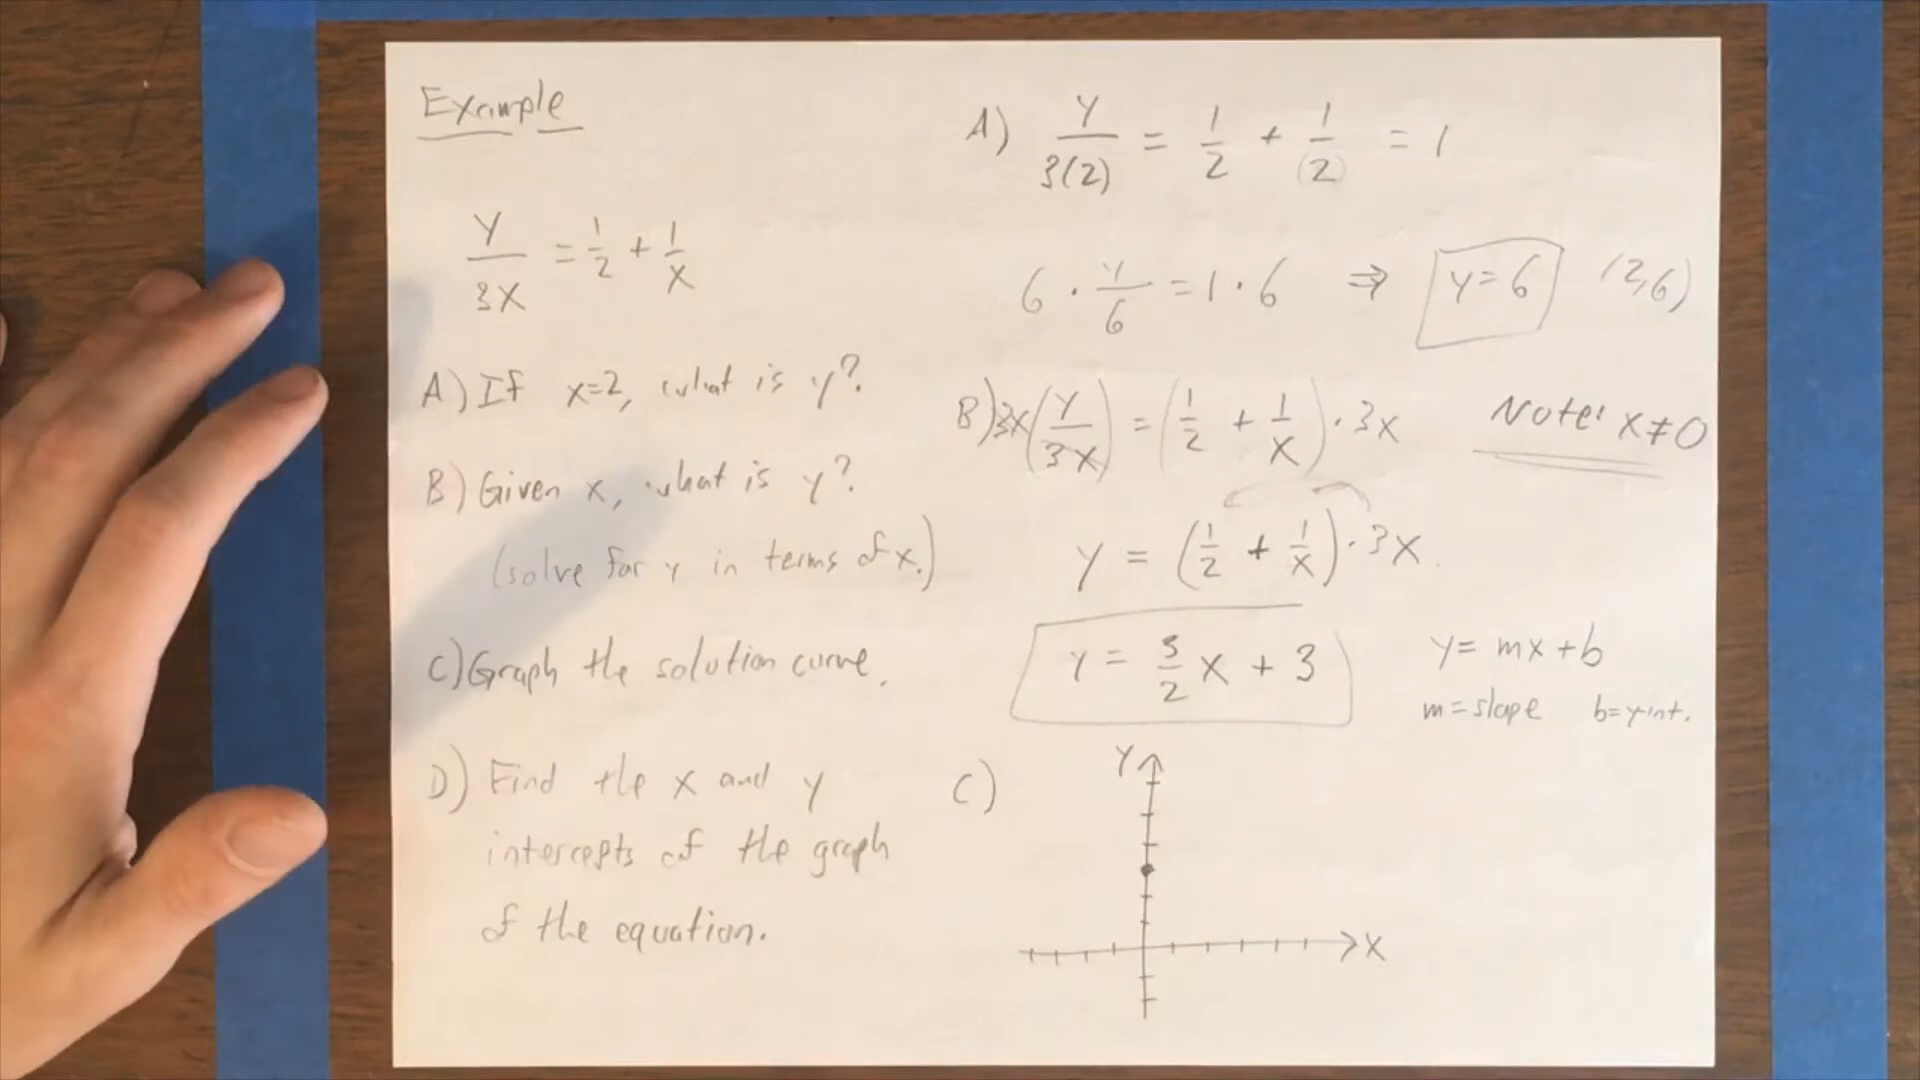 Example
y/3x = 1/2 + 1/x
A) If x=2, what is y?
B) Given x, what is y?
(solve for y in terms of x.)
C) Graph the solution curve.
D) Find the x and y
intercepts of the graph
of the equation.
A) y/3(2) = 1/2 + 1/(2) = 1
6 · y/6 = 1 · 6 ⇒ y=6 (2,6)
B) 3x(y/3x) = (1/2 + 1/x) · 3x Note: x≠0
y = (1/2 + 1/x) · 3x
y = 3/2 x + 3 y = mx + b
m = slope b = y-int.
C) Y
X